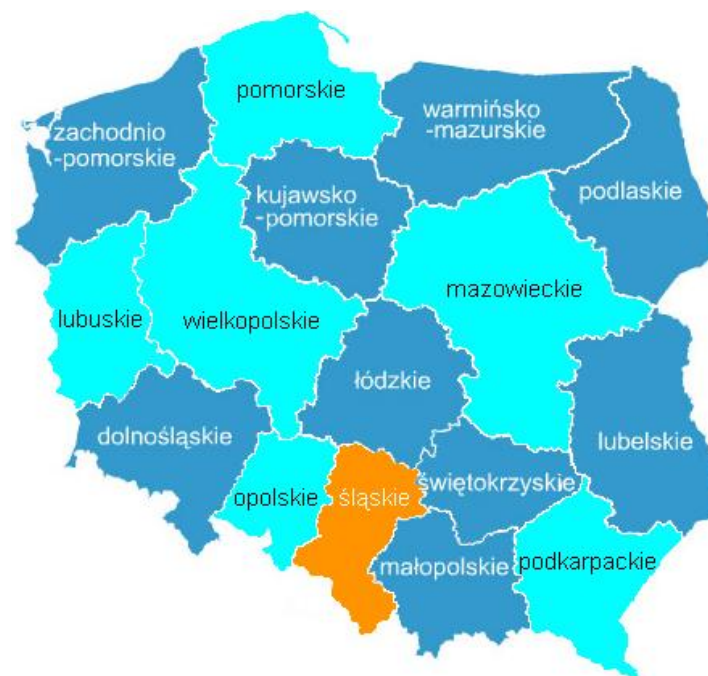 pomorskie
warmińsko
-mazurskie
zachodnio
-pomorskie
podlaskie
kujawsko
-pomorskie
mazowieckie
lubuskie
wielkopolskie
łódzkie
dolnośląskie
lubelskie
opolskie
śląskie
świętokrzyskie
małopolskie
podkarpackie